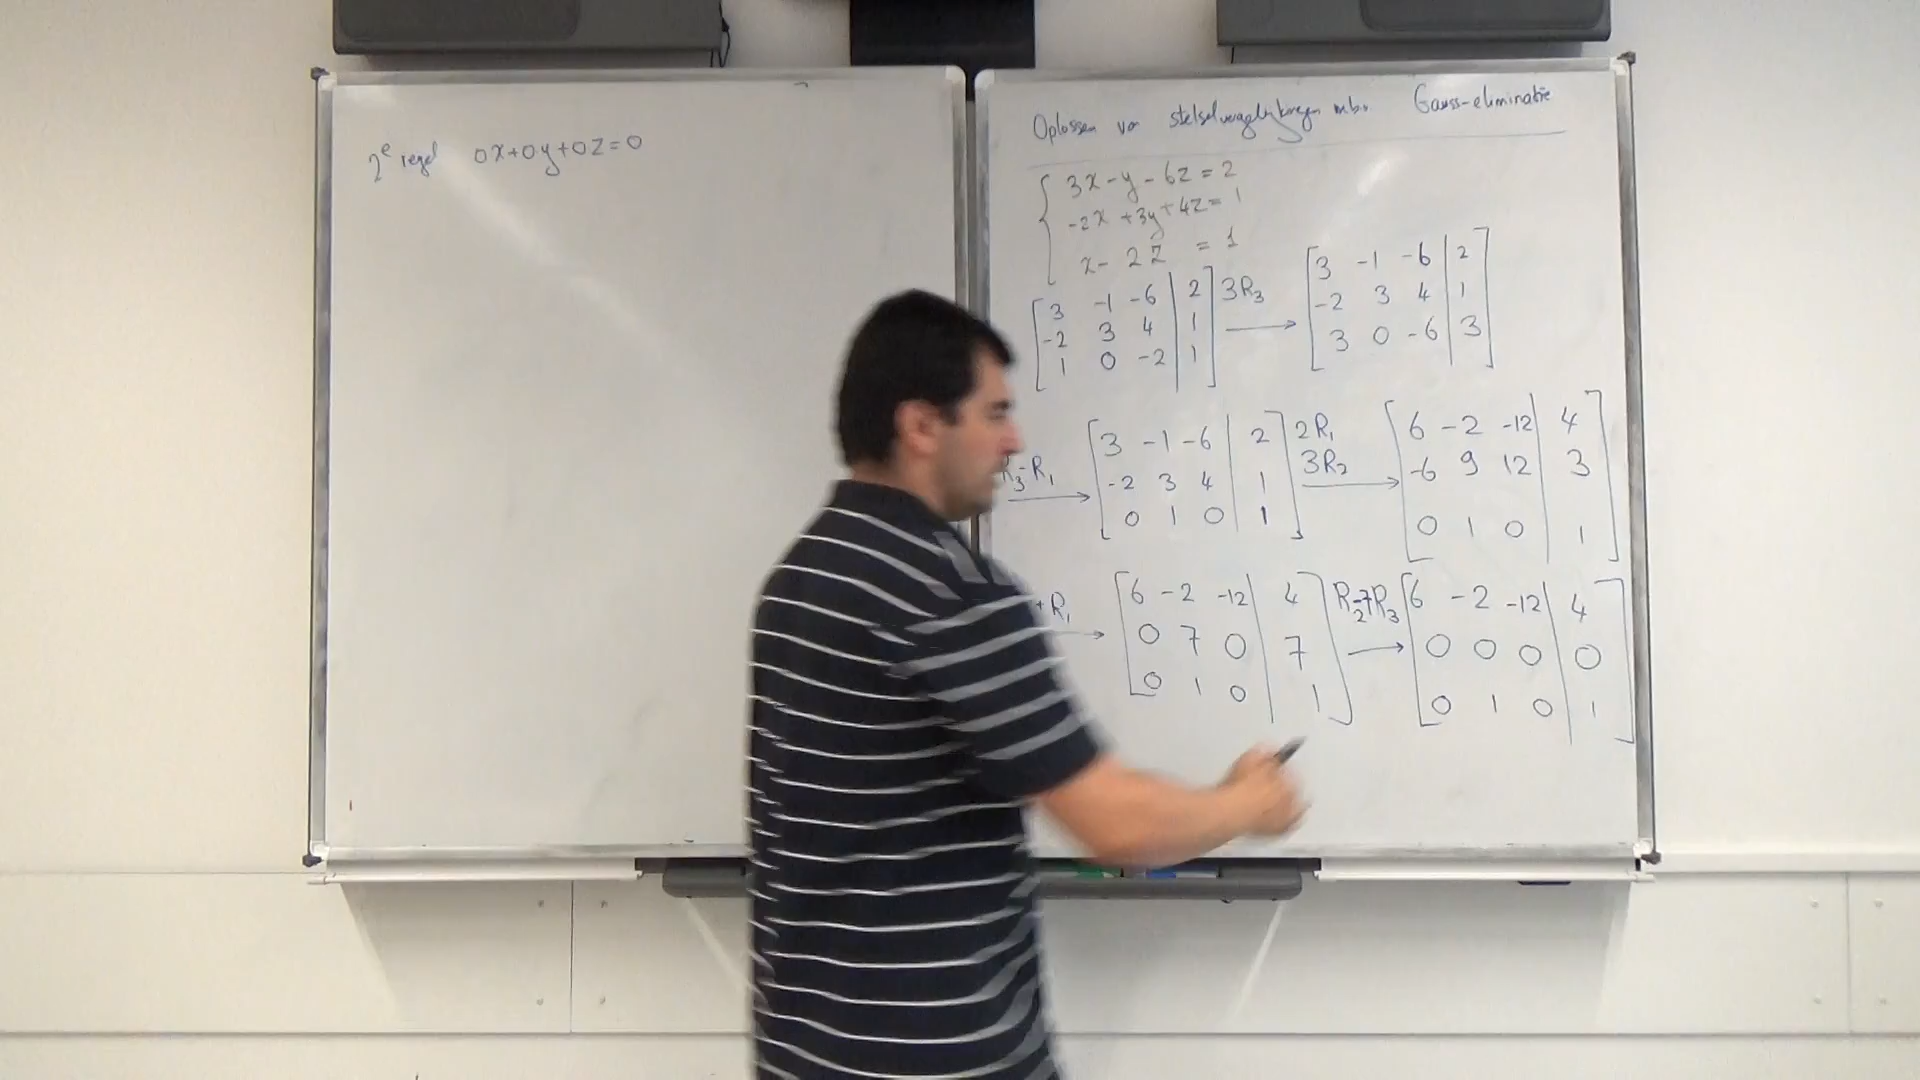 2e regel 0x+0y+0z=0
Oplossen van stelselvergelijkingen m.b.v. Gauss-eliminatie
3x-y-6z=2
-2x+3y+4z=1
x-2z=1
3 -1 -6 | 2
-2 3 4 | 1
1 0 -2 | 1
3R3
3 -1 -6 | 2
-2 3 4 | 1
3 0 -6 | 3
R3-R1
3 -1 -6 | 2
-2 3 4 | 1
0 1 0 | 1
2R1
3R2
6 -2 -12 | 4
-6 9 12 | 3
0 1 0 | 1
+R1
6 -2 -12 | 4
0 7 0 | 7
0 1 0 | 1
R2-7R3
6 -2 -12 | 4
0 0 0 | 0
0 1 0 | 1